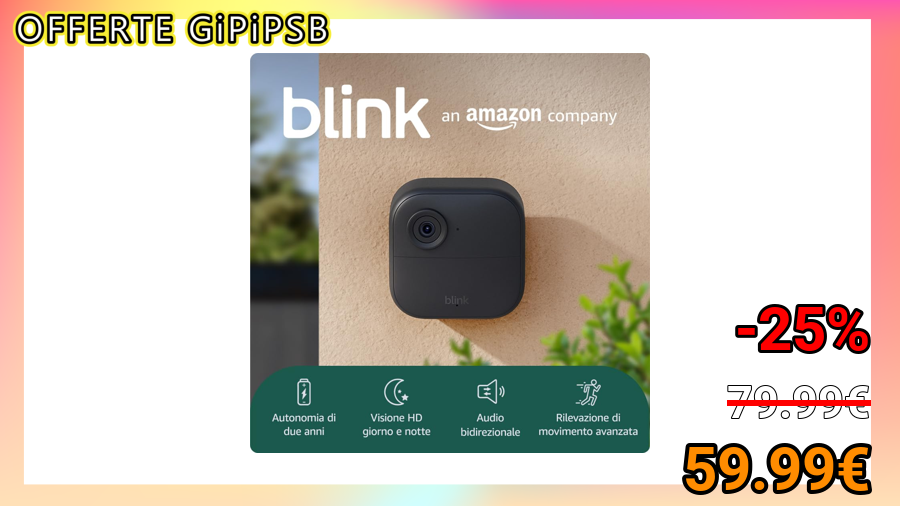 OFFERTE GiPiPSB
blink an amazon company
blink
Autonomia di
due anni
Visione HD
giorno e notte
Audio
bidirezionale
Rilevazione di
movimento avanzata
-25%
79.99€
59.99€